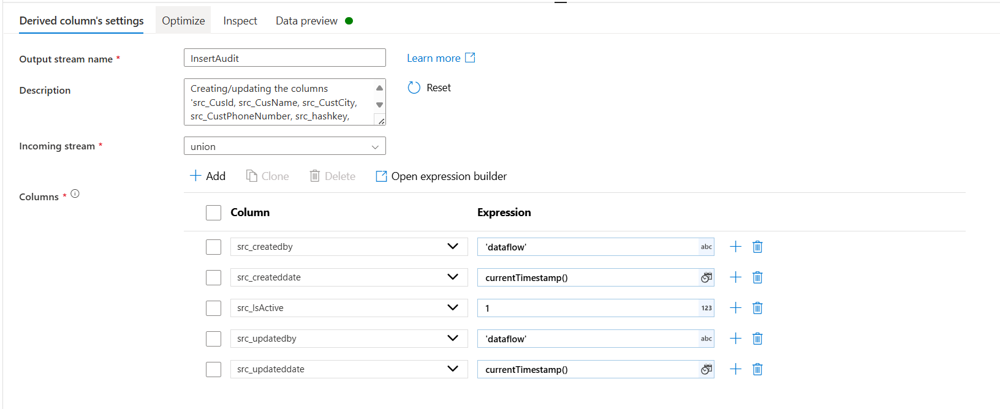 Derived column's settings Optimize Inspect Data preview
Output stream name * InsertAudit Learn more
Description Creating/updating the columns Reset
'src_CusId, src_CusName, src_CustCity,
src_CustPhoneNumber, src_hashkey,
Incoming stream * union
Add Clone Delete Open expression builder
Columns *
Column Expression
src_createdby 'dataflow' abc
src_createddate currentTimestamp()
src_IsActive 1 123
src_updatedby 'dataflow' abc
src_updateddate currentTimestamp()